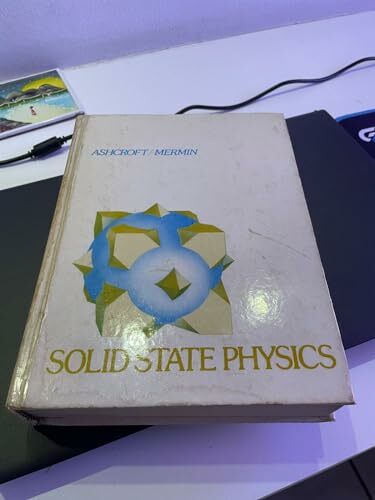 ASHCROFT/MERMIN
SOLID STATE PHYSICS